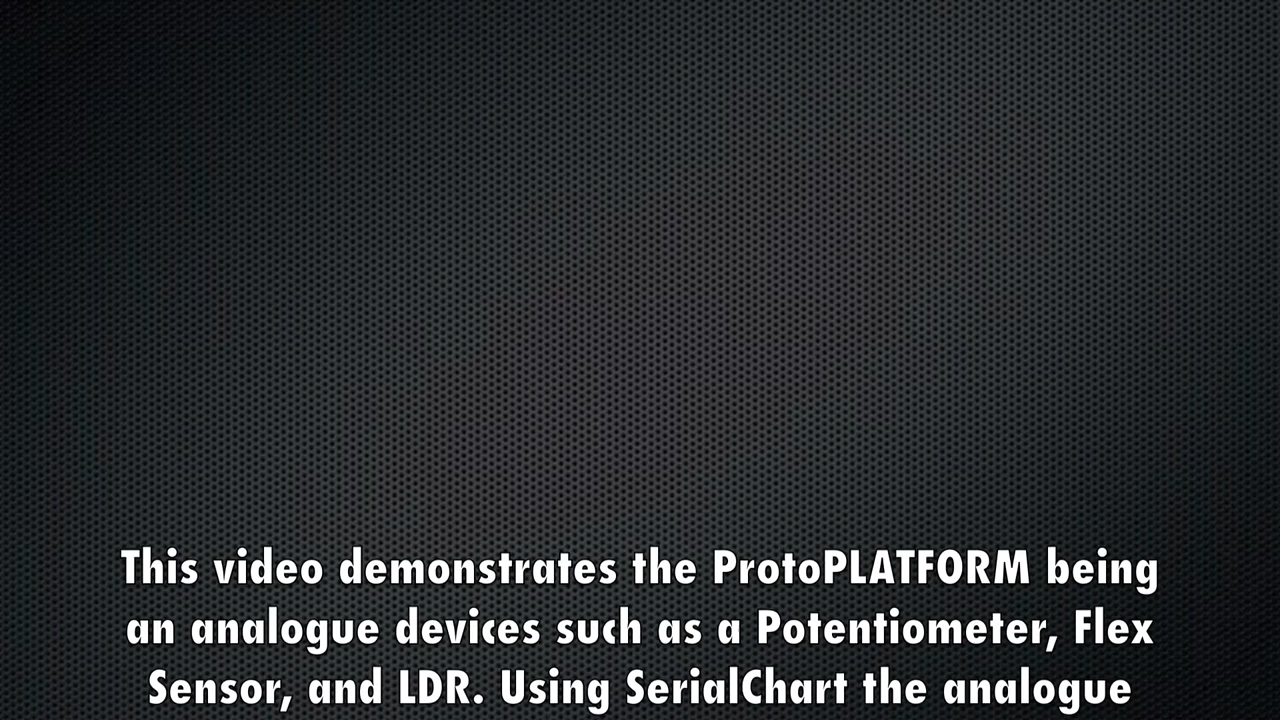 This video demonstrates the ProtoPLATFORM being
an analogue devices such as a Potentiometer, Flex
Sensor, and LDR. Using SerialChart the analogue